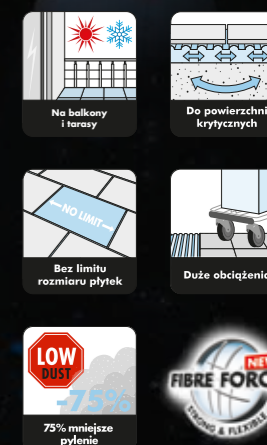 Na balkony
i tarasy
Do powierzchni
krytycznych
NO LIMIT
Bez limitu
rozmiaru płytek
Duże obciążenia
LOW
DUST
-75%
75% mniejsze
pylenie
NEW
FIBRE FORCE
STRONG & FLEXIBLE